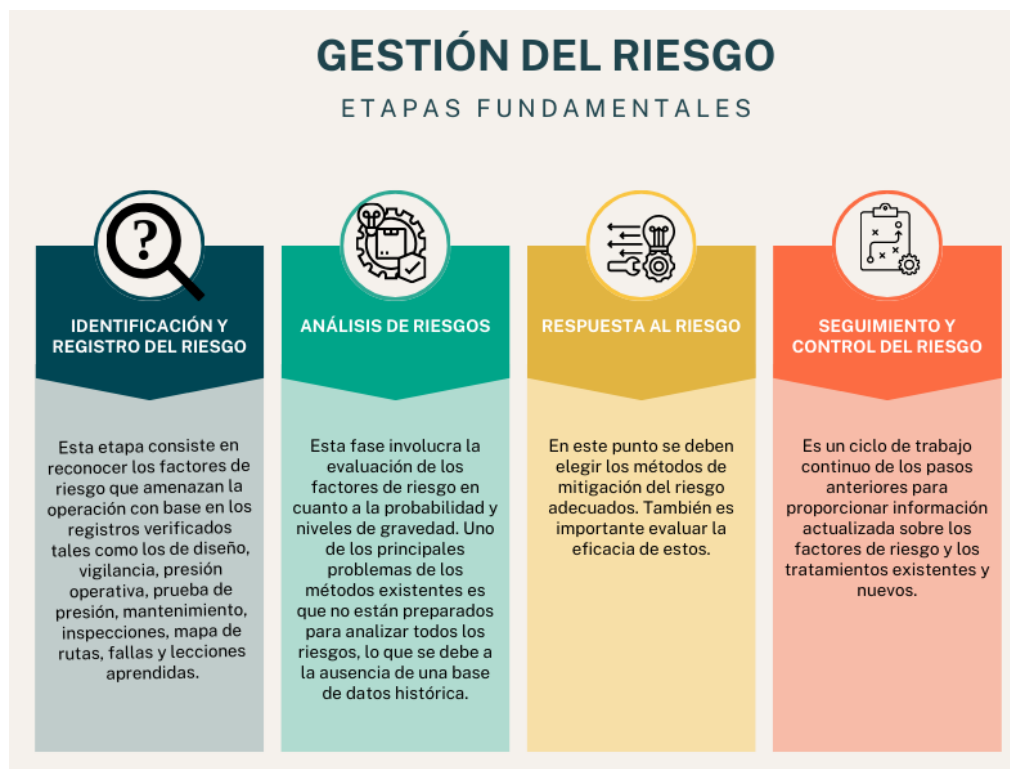 GESTIÓN DEL RIESGO
ETAPAS FUNDAMENTALES
?
IDENTIFICACIÓN Y
REGISTRO DEL RIESGO
Esta etapa consiste en
reconocer los factores de
riesgo que amenazan la
operación con base en los
registros verificados
tales como los de diseño,
vigilancia, presión
operativa, prueba de
presión, mantenimiento,
inspecciones, mapa de
rutas, fallas y lecciones
aprendidas.
ANÁLISIS DE RIESGOS
Esta fase involucra la
evaluación de los
factores de riesgo en
cuanto a la probabilidad y
niveles de gravedad. Uno
de los principales
problemas de los
métodos existentes es
que no están preparados
para analizar todos los
riesgos, lo que se debe a
la ausencia de una base
de datos histórica.
RESPUESTA AL RIESGO
En este punto se deben
elegir los métodos de
mitigación del riesgo
adecuados. También es
importante evaluar la
eficacia de estos.
SEGUIMIENTO Y
CONTROL DEL RIESGO
Es un ciclo de trabajo
continuo de los pasos
anteriores para
proporcionar información
actualizada sobre los
factores de riesgo y los
tratamientos existentes y
nuevos.